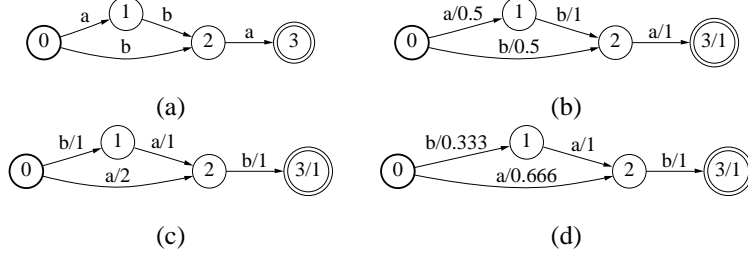 a 1 b
0 b 2 a 3
(a)
a/0.5 1 b/1
0 b/0.5 2 a/1 3/1
(b)
b/1 1 a/1
0 a/2 2 b/1 3/1
(c)
b/0.333 1 a/1
0 a/0.666 2 b/1 3/1
(d)